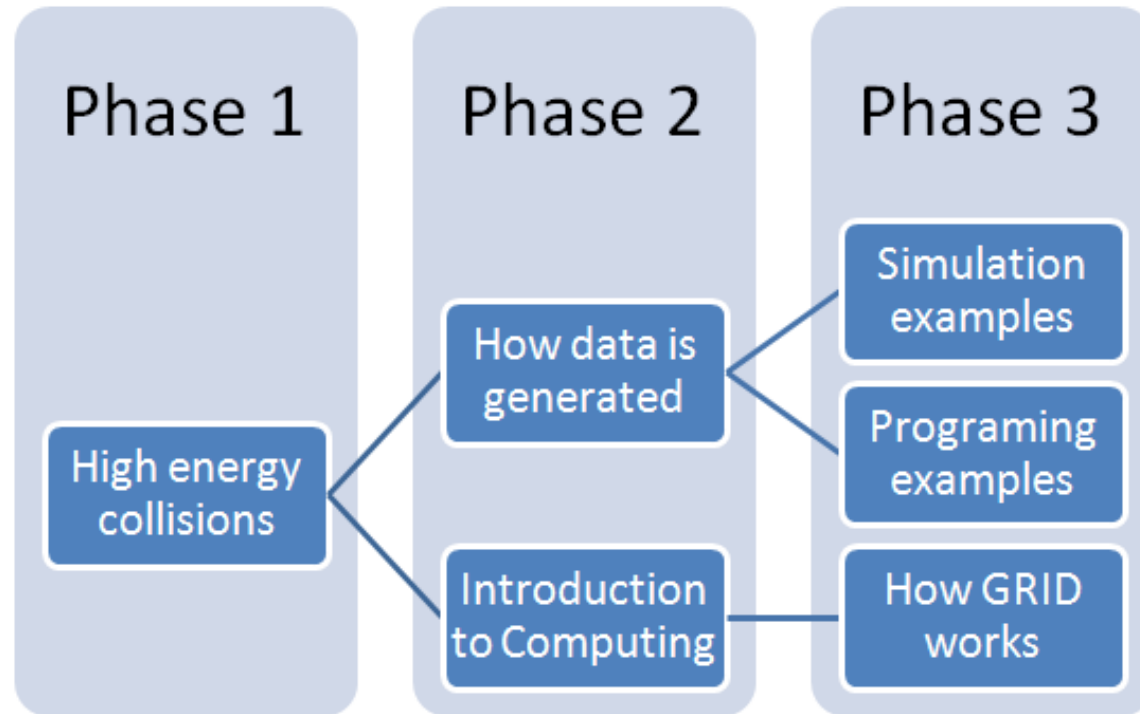 Phase 1
High energy
collisions
Phase 2
How data is
generated
Introduction
to Computing
Phase 3
Simulation
examples
Programing
examples
How GRID
works